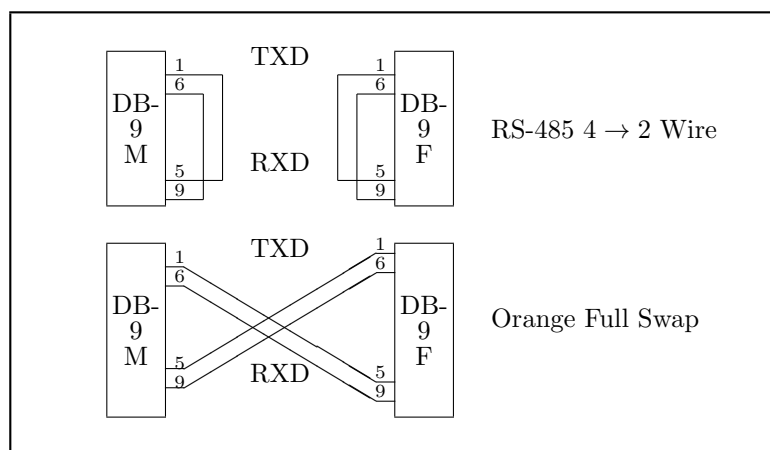 TXD
1 1
6 6
DB-
9
M
DB-
9
F
RS-485 4 → 2 Wire
RXD
5 5
9 9
TXD
1 1
6 6
DB-
9
M
DB-
9
F
Orange Full Swap
5 5
RXD
9 9